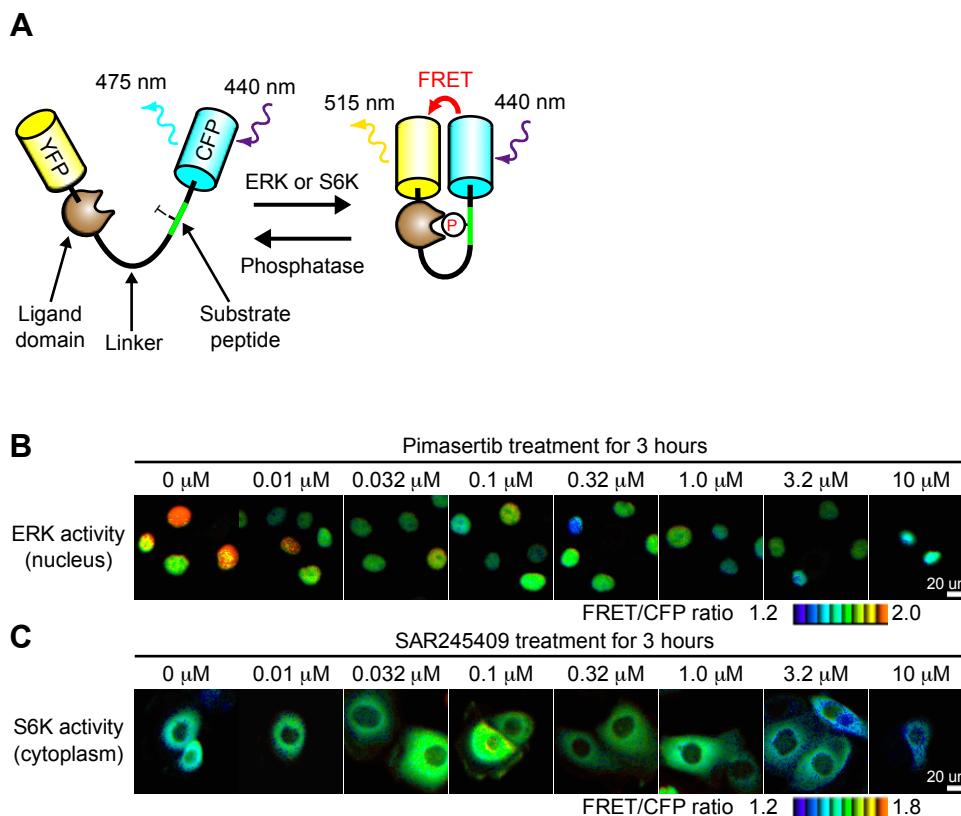 A
475 nm
440 nm
FRET
515 nm
440 nm
YFP
CFP
T
ERK or S6K
P
Phosphatase
Ligand
domain
Linker
Substrate
peptide
B
Pimasertib treatment for 3 hours
0 μM 0.01 μM 0.032 μM 0.1 μM 0.32 μM 1.0 μM 3.2 μM 10 μM
ERK activity
(nucleus)
20 um
FRET/CFP ratio 1.2 2.0
C
SAR245409 treatment for 3 hours
0 μM 0.01 μM 0.032 μM 0.1 μM 0.32 μM 1.0 μM 3.2 μM 10 μM
S6K activity
(cytoplasm)
20 um
FRET/CFP ratio 1.2 1.8